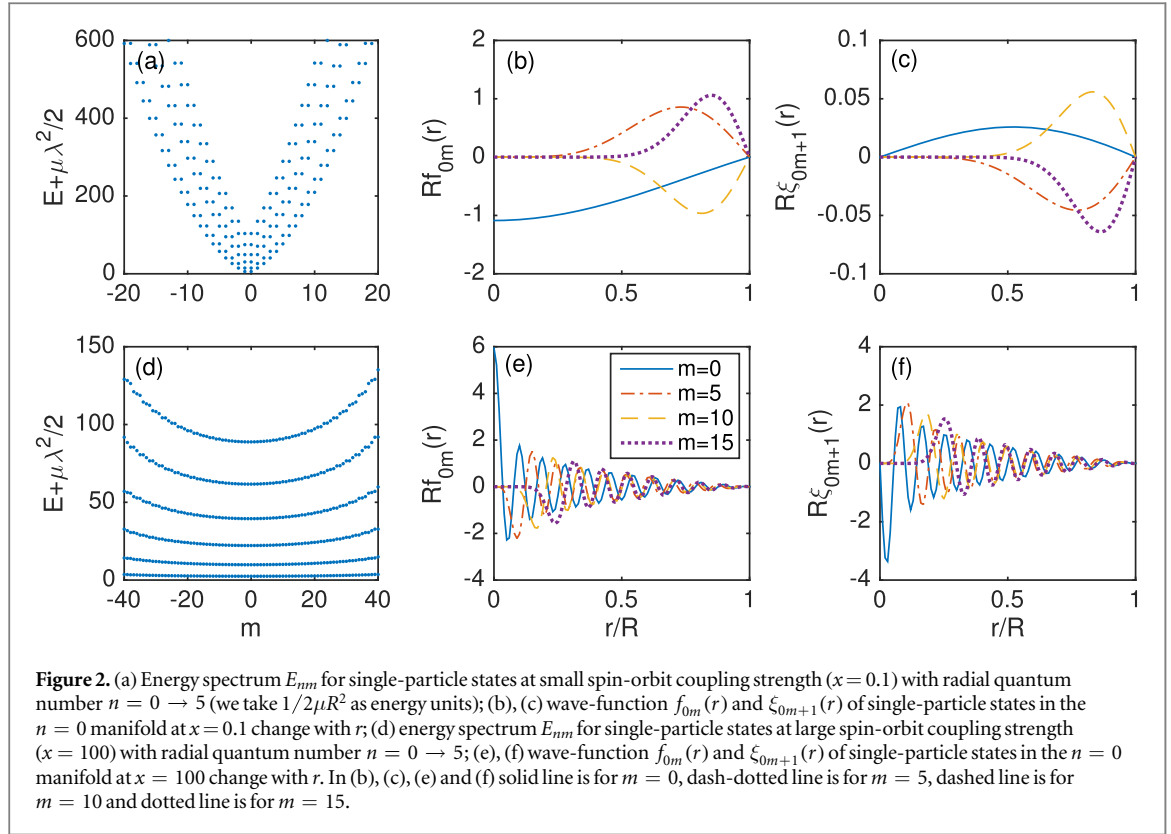 (a)
E+μλ²/2
600
400
200
0
-20 -10 0 10 20
(b)
Rf₀ₘ(r)
2
1
0
-1
-2
0 0.5 1
(c)
Rξ₀ₘ₊₁(r)
0.1
0.05
0
-0.05
-0.1
0 0.5 1
(d)
E+μλ²/2
150
100
50
0
-40 -20 0 20 40
m
(e)
Rf₀ₘ(r)
6
4
2
0
-2
-4
0 0.5 1
r/R
m=0
m=5
m=10
m=15
(f)
Rξ₀ₘ₊₁(r)
4
2
0
-2
-4
0 0.5 1
r/R
Figure 2. (a) Energy spectrum Eₙₘ for single-particle states at small spin-orbit coupling strength (x = 0.1) with radial quantum
number n = 0 → 5 (we take 1/2μR² as energy units); (b), (c) wave-function f₀ₘ(r) and ξ₀ₘ₊₁(r) of single-particle states in the
n = 0 manifold at x = 0.1 change with r; (d) energy spectrum Eₙₘ for single-particle states at large spin-orbit coupling strength
(x = 100) with radial quantum number n = 0 → 5; (e), (f) wave-function f₀ₘ(r) and ξ₀ₘ₊₁(r) of single-particle states in the n = 0
manifold at x = 100 change with r. In (b), (c), (e) and (f) solid line is for m = 0, dash-dotted line is for m = 5, dashed line is for
m = 10 and dotted line is for m = 15.